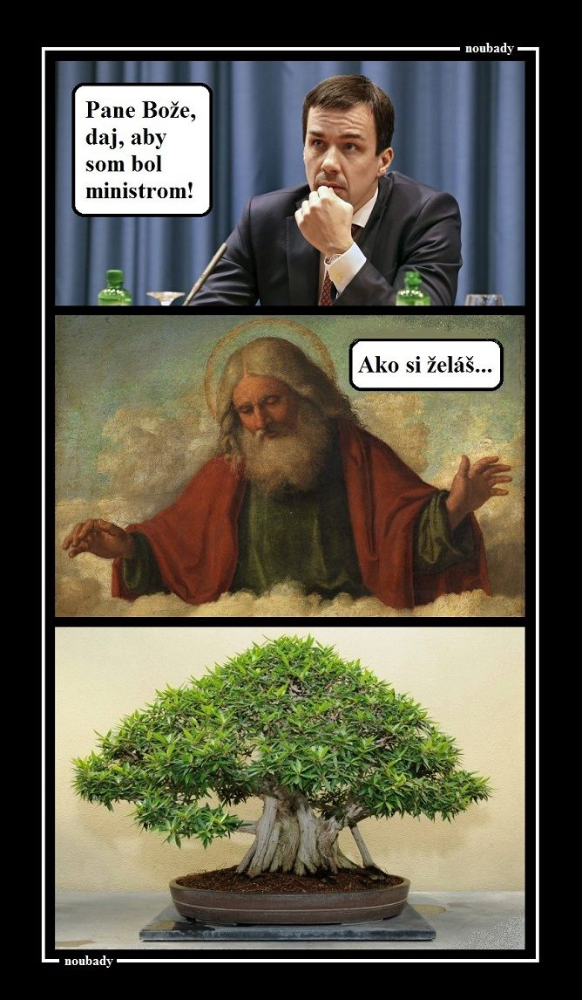 noubady
Pane Bože,
daj, aby
som bol
ministrom!
Ako si želáš...
noubady